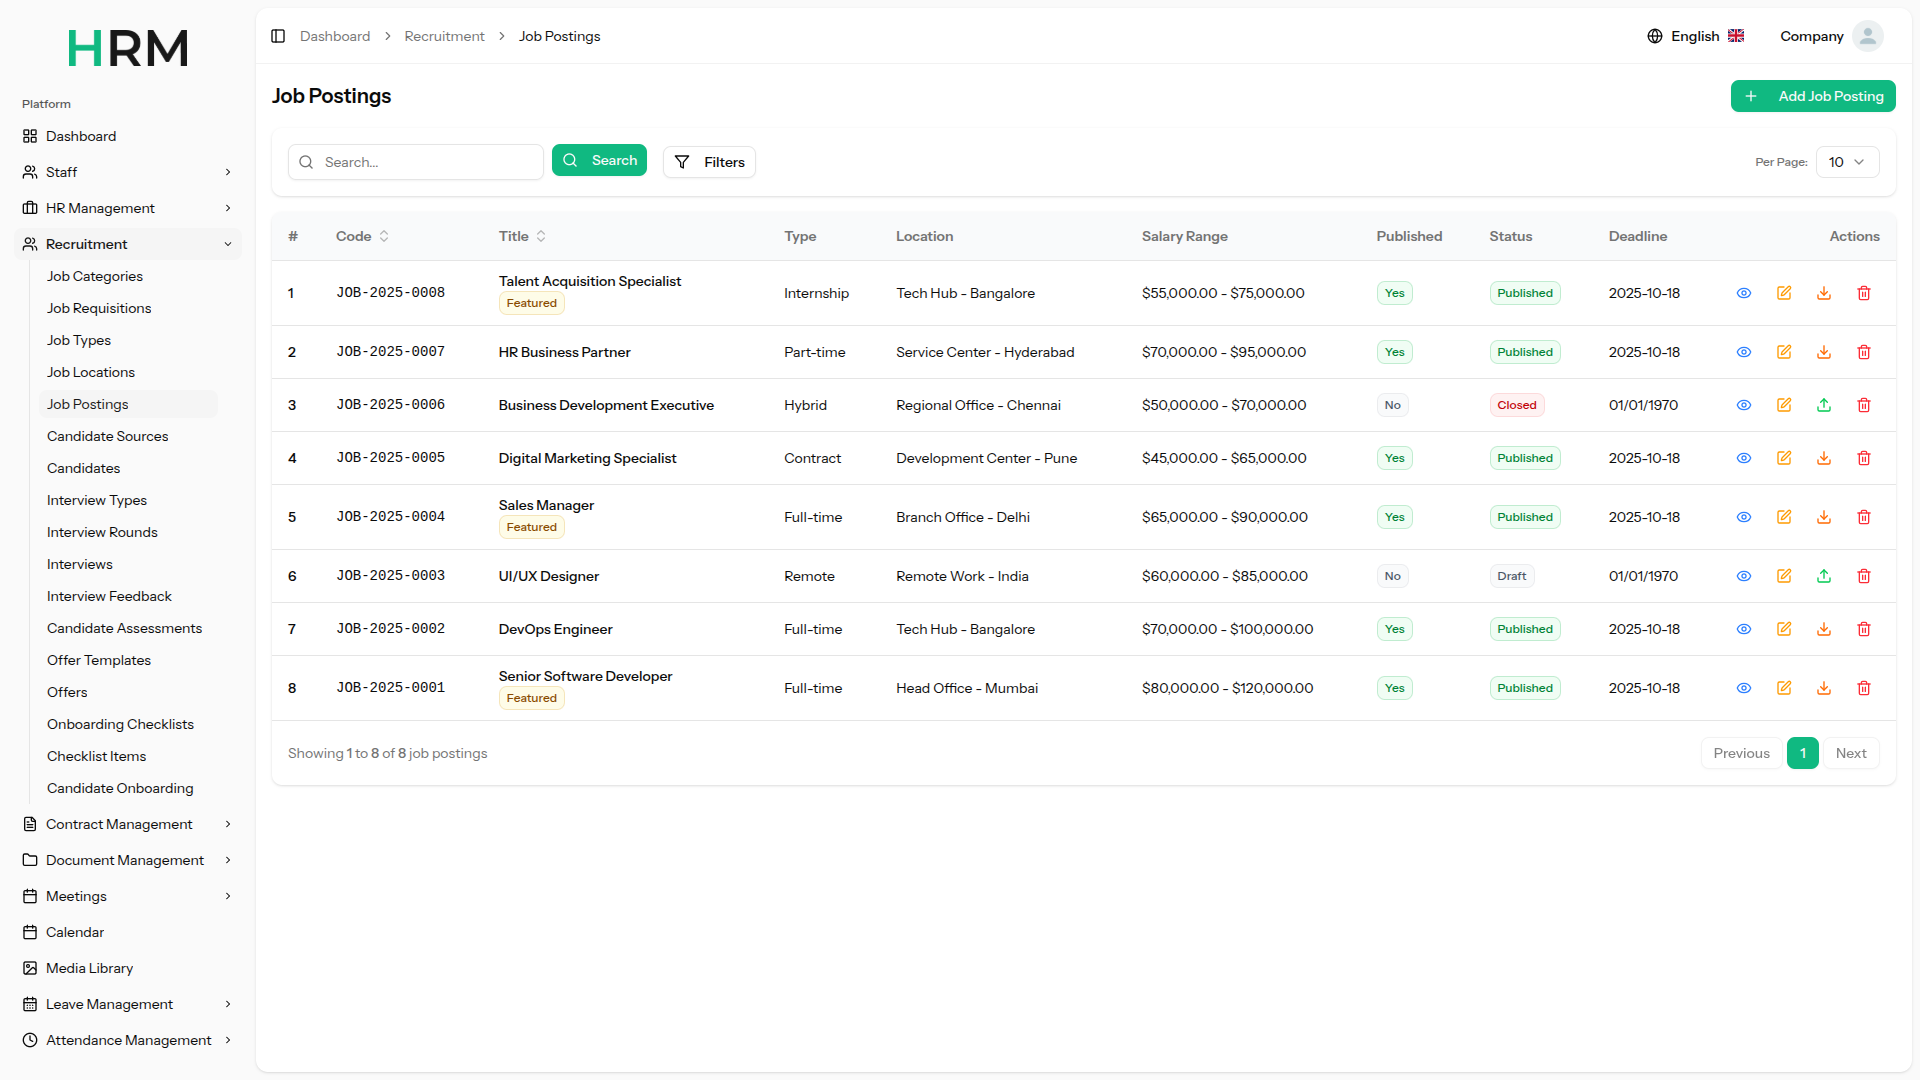 HRM
Platform
Dashboard
Staff
HR Management
Recruitment
Job Categories
Job Requisitions
Job Types
Job Locations
Job Postings
Candidate Sources
Candidates
Interview Types
Interview Rounds
Interviews
Interview Feedback
Candidate Assessments
Offer Templates
Offers
Onboarding Checklists
Checklist Items
Candidate Onboarding
Contract Management
Document Management
Meetings
Calendar
Media Library
Leave Management
Attendance Management
Dashboard > Recruitment > Job Postings
English
Company
Job Postings
Add Job Posting
Search...
Search
Filters
Per Page: 10
# Code Title Type Location Salary Range Published Status Deadline Actions
1 JOB-2025-0008 Talent Acquisition Specialist Featured Internship Tech Hub - Bangalore $55,000.00 - $75,000.00 Yes Published 2025-10-18
2 JOB-2025-0007 HR Business Partner Part-time Service Center - Hyderabad $70,000.00 - $95,000.00 Yes Published 2025-10-18
3 JOB-2025-0006 Business Development Executive Hybrid Regional Office - Chennai $50,000.00 - $70,000.00 No Closed 01/01/1970
4 JOB-2025-0005 Digital Marketing Specialist Contract Development Center - Pune $45,000.00 - $65,000.00 Yes Published 2025-10-18
5 JOB-2025-0004 Sales Manager Featured Full-time Branch Office - Delhi $65,000.00 - $90,000.00 Yes Published 2025-10-18
6 JOB-2025-0003 UI/UX Designer Remote Remote Work - India $60,000.00 - $85,000.00 No Draft 01/01/1970
7 JOB-2025-0002 DevOps Engineer Full-time Tech Hub - Bangalore $70,000.00 - $100,000.00 Yes Published 2025-10-18
8 JOB-2025-0001 Senior Software Developer Featured Full-time Head Office - Mumbai $80,000.00 - $120,000.00 Yes Published 2025-10-18
Showing 1 to 8 of 8 job postings
Previous 1 Next